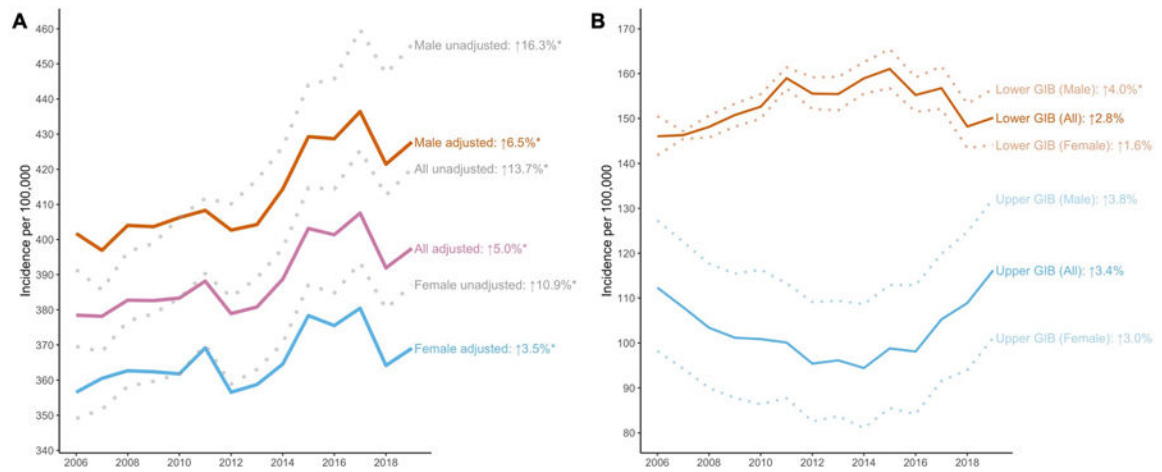 A
Incidence per 100,000
460
450
440
430
420
410
400
390
380
370
360
350
340
2006
2008
2010
2012
2014
2016
2018
Male unadjusted: ↑16.3%*
Male adjusted: ↑6.5%*
All unadjusted: ↑13.7%*
All adjusted: ↑5.0%*
Female unadjusted: ↑10.9%*
Female adjusted: ↑3.5%*
B
Incidence per 100,000
170
160
150
140
130
120
110
100
90
80
2006
2008
2010
2012
2014
2016
2018
Lower GIB (Male): ↑4.0%*
Lower GIB (All): ↑2.8%
Lower GIB (Female): ↑1.6%
Upper GIB (Male): ↑3.8%
Upper GIB (All): ↑3.4%
Upper GIB (Female): ↑3.0%